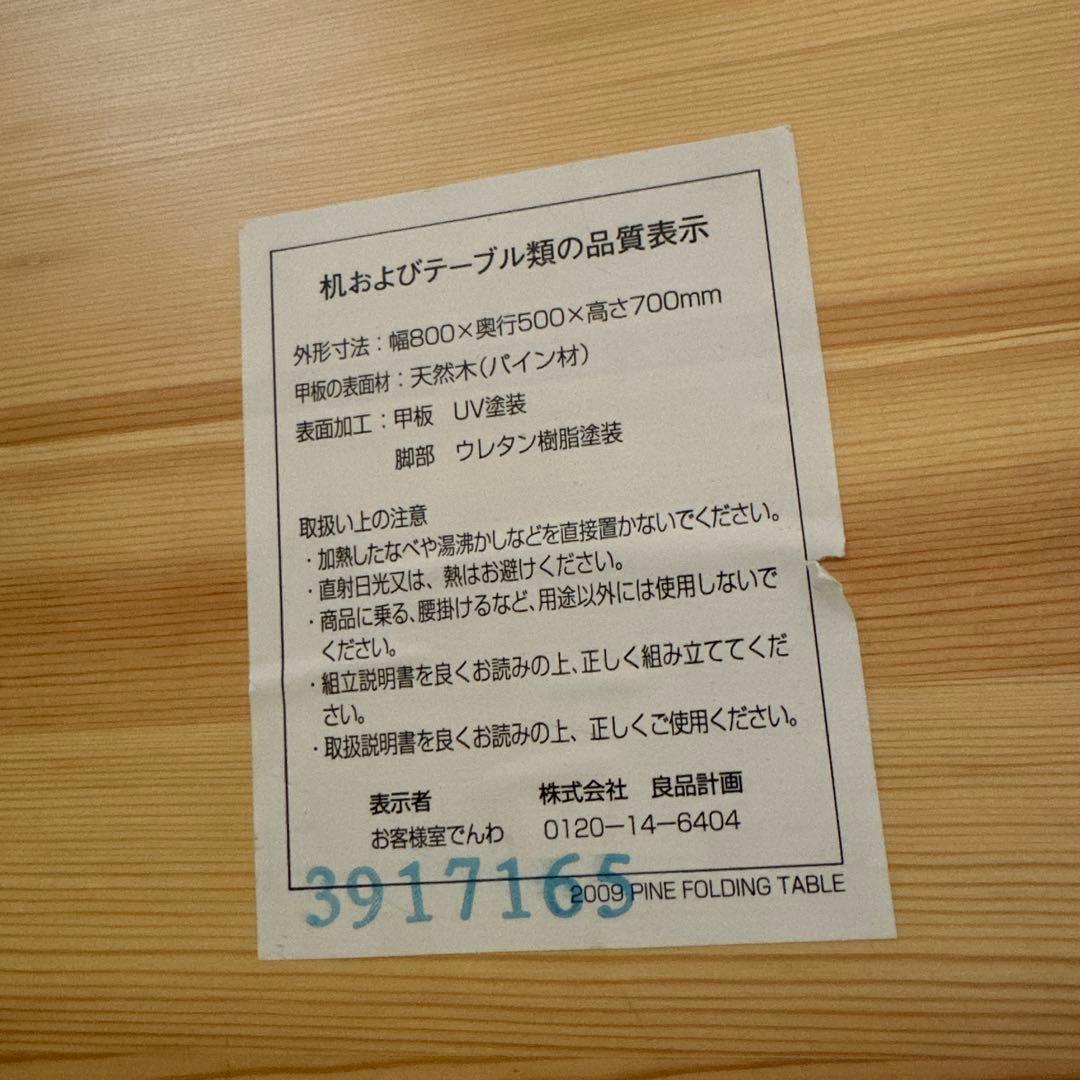 机およびテーブル類の品質表示
外形寸法：幅800×奥行500×高さ700mm
甲板の表面材：天然木(パイン材)
表面加工：甲板　UV塗装
脚部　ウレタン樹脂塗装
取扱い上の注意
・加熱したなべや湯沸かしなどを直接置かないでください。
・直射日光又は、熱はお避けください。
・商品に乗る、腰掛けるなど、用途以外には使用しないで
ください。
・組立説明書を良くお読みの上、正しく組み立ててくだ
さい。
・取扱説明書を良くお読みの上、正しくご使用ください。
表示者　株式会社　良品計画
お客様室でんわ　0120－14－6404
3917165
2009 PINE FOLDING TABLE